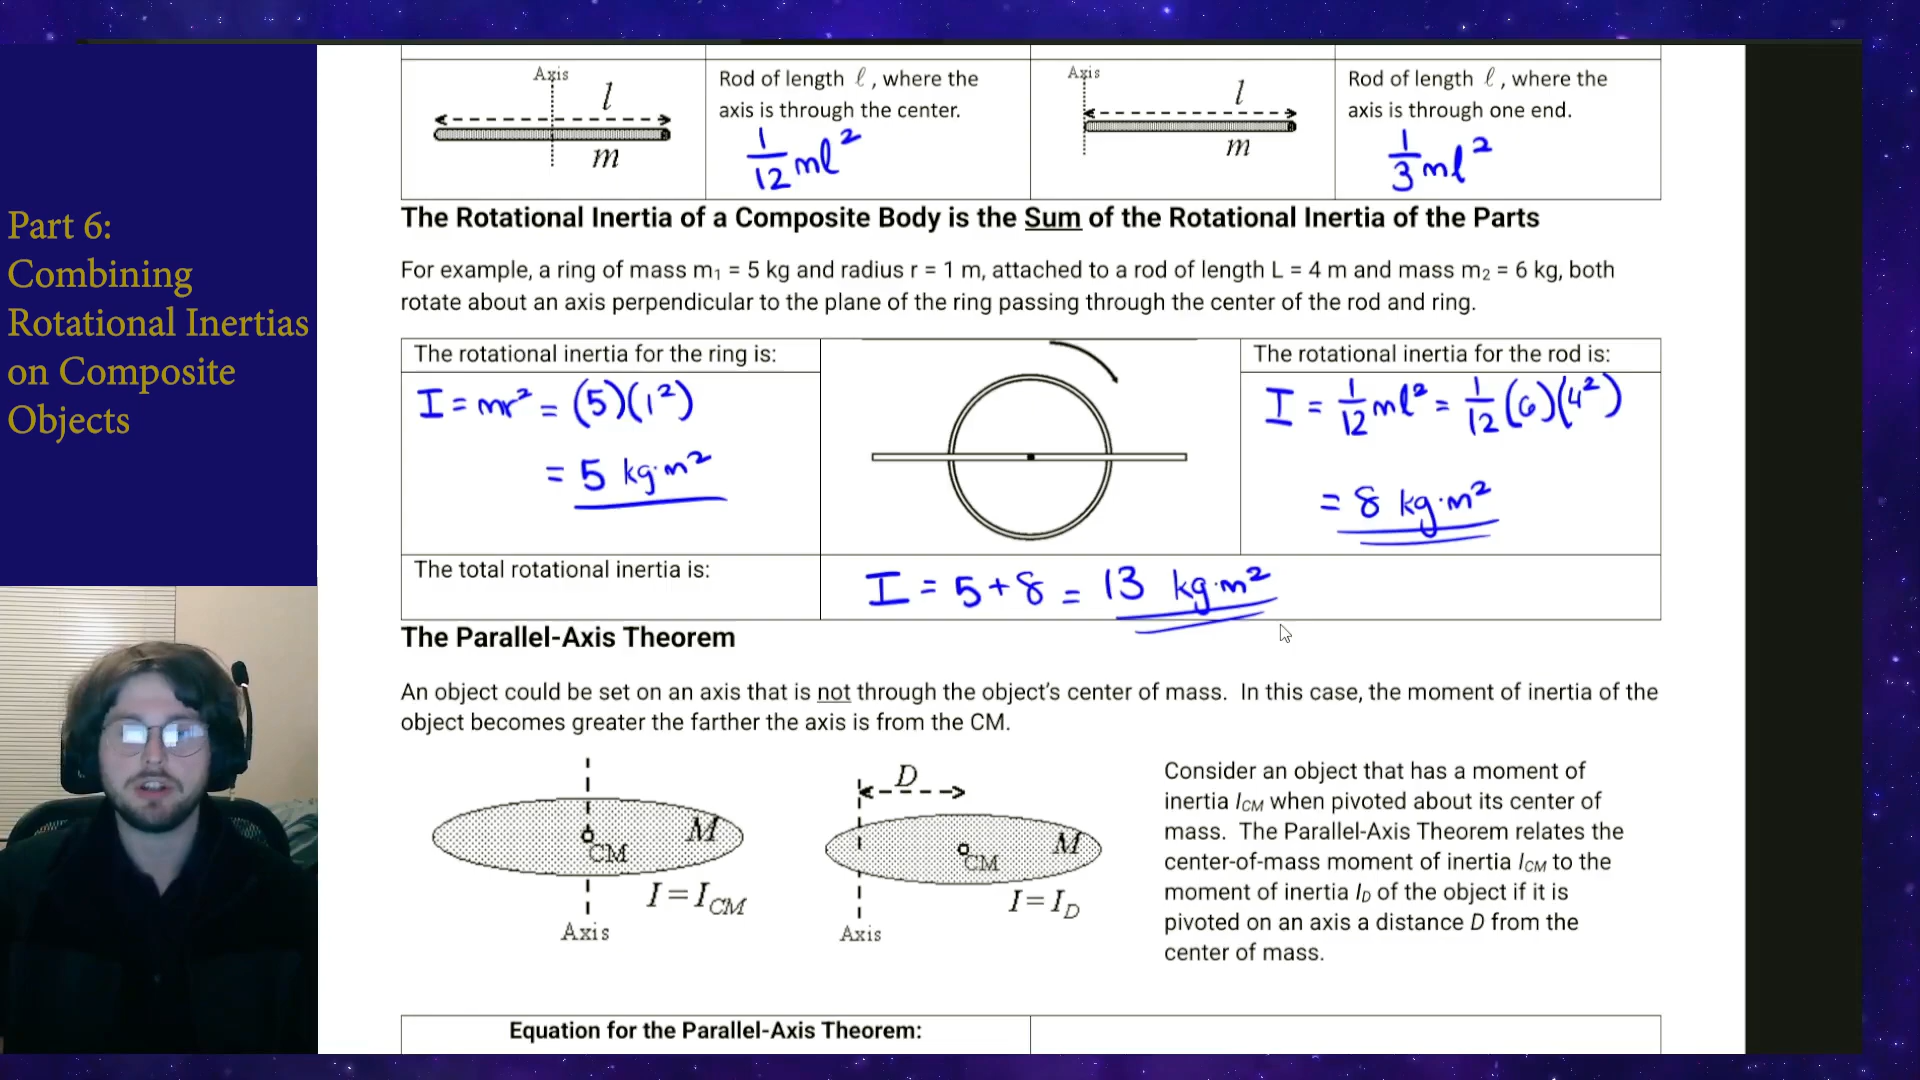 Part 6:
Combining
Rotational Inertias
on Composite
Objects
Axis
l
m
Rod of length ℓ, where the
axis is through the center.
1/12 ml²
Axis
l
m
Rod of length ℓ, where the
axis is through one end.
1/3 ml²
The Rotational Inertia of a Composite Body is the Sum of the Rotational Inertia of the Parts
For example, a ring of mass m₁ = 5 kg and radius r = 1 m, attached to a rod of length L = 4 m and mass m₂ = 6 kg, both
rotate about an axis perpendicular to the plane of the ring passing through the center of the rod and ring.
The rotational inertia for the ring is:
I = mr² = (5)(1²)
= 5 kg·m²
The rotational inertia for the rod is:
I = 1/12 ml² = 1/12 (6)(4²)
= 8 kg·m²
The total rotational inertia is:
I = 5 + 8 = 13 kg·m²
The Parallel-Axis Theorem
An object could be set on an axis that is not through the object's center of mass. In this case, the moment of inertia of the
object becomes greater the farther the axis is from the CM.
M
CM
I = I_CM
Axis
D
M
CM
I = I_D
Axis
Consider an object that has a moment of
inertia I_CM when pivoted about its center of
mass. The Parallel-Axis Theorem relates the
center-of-mass moment of inertia I_CM to the
moment of inertia I_D of the object if it is
pivoted on an axis a distance D from the
center of mass.
Equation for the Parallel-Axis Theorem: